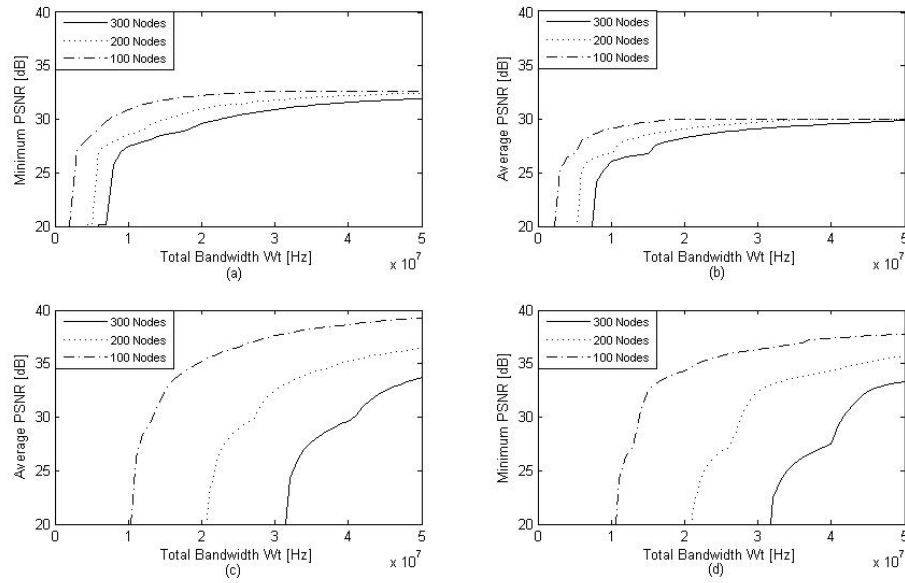 40
35
30
25
20
Minimum PSNR [dB]
300 Nodes
200 Nodes
100 Nodes
0 1 2 3 4 5
x 10^7
Total Bandwidth Wt [Hz]
(a)
40
35
30
25
20
Average PSNR [dB]
300 Nodes
200 Nodes
100 Nodes
0 1 2 3 4 5
x 10^7
Total Bandwidth Wt [Hz]
(b)
40
35
30
25
20
Average PSNR [dB]
300 Nodes
200 Nodes
100 Nodes
0 1 2 3 4 5
x 10^7
Total Bandwidth Wt [Hz]
(c)
40
35
30
25
20
Minimum PSNR [dB]
300 Nodes
200 Nodes
100 Nodes
0 1 2 3 4 5
x 10^7
Total Bandwidth Wt [Hz]
(d)